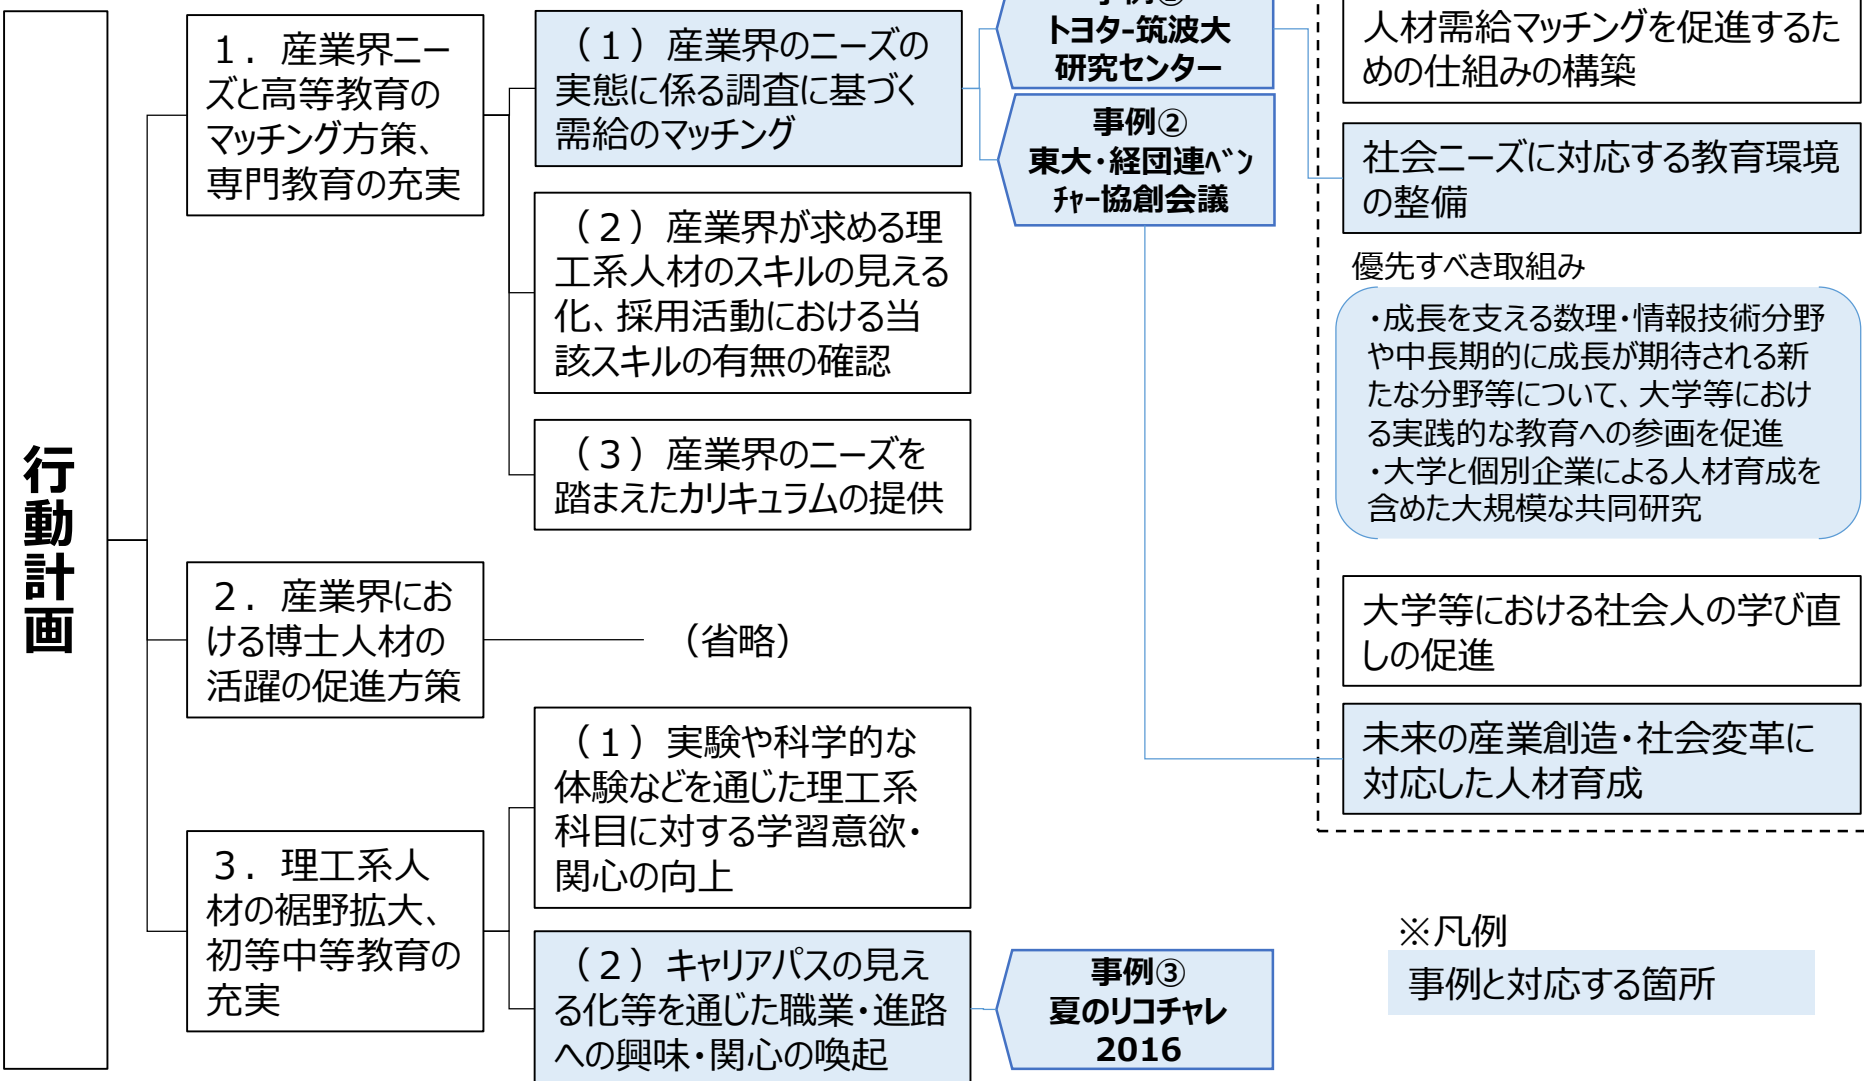 行動計画
１．産業界ニー
ズと高等教育の
マッチング方策、
専門教育の充実
（１）産業界のニーズの
実態に係る調査に基づく
需給のマッチング
（２）産業界が求める理
工系人材のスキルの見える
化、採用活動における当
該スキルの有無の確認
（３）産業界のニーズを
踏まえたカリキュラムの提供
２．産業界にお
ける博士人材の
活躍の促進方策
（省略）
３．理工系人
材の裾野拡大、
初等中等教育の
充実
（１）実験や科学的な
体験などを通じた理工系
科目に対する学習意欲・
関心の向上
（２）キャリアパスの見え
る化等を通じた職業・進路
への興味・関心の喚起
トヨタ-筑波大
研究センター
事例②
東大・経団連ﾍﾞﾝ
ﾁｬｰ協創会議
事例③
夏のリコチャレ
2016
人材需給マッチングを促進するた
めの仕組みの構築
社会ニーズに対応する教育環境
の整備
優先すべき取組み
・成長を支える数理・情報技術分野
や中長期的に成長が期待される新
たな分野等について、大学等におけ
る実践的な教育への参画を促進
・大学と個別企業による人材育成を
含めた大規模な共同研究
大学等における社会人の学び直
しの促進
未来の産業創造・社会変革に
対応した人材育成
※凡例
事例と対応する箇所